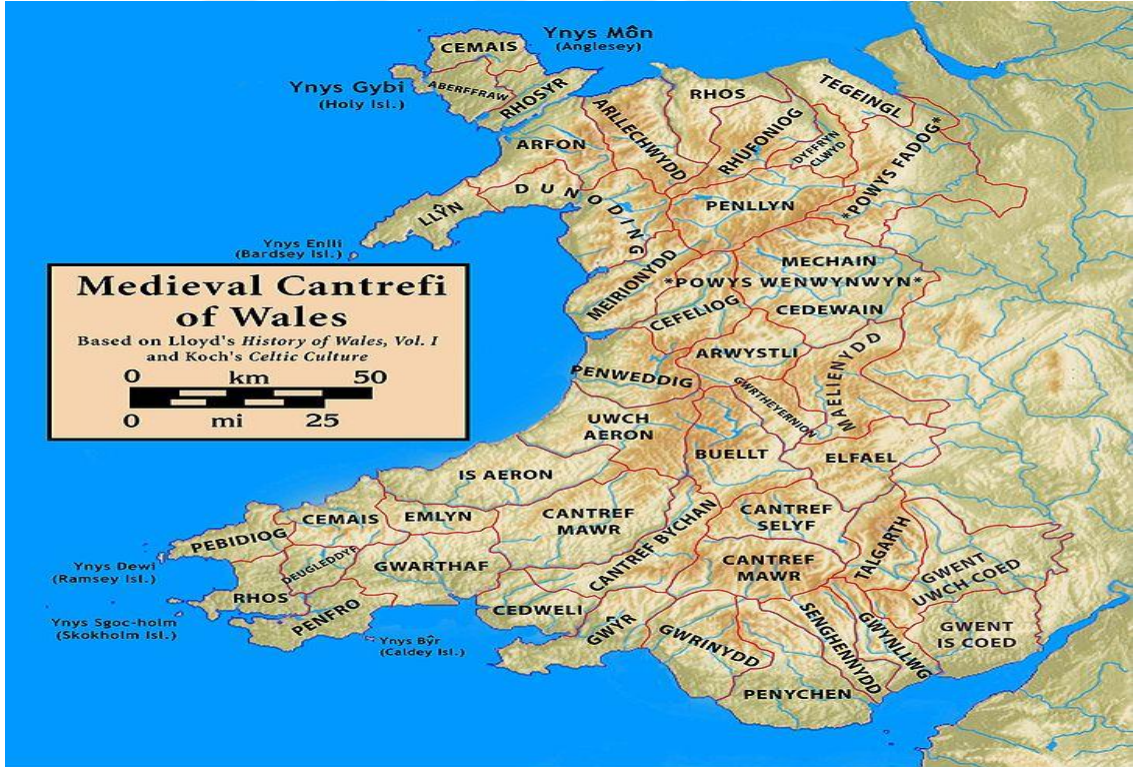 Ynys Môn
(Anglesey)
CEMAIS
Ynys Gybi
(Holy Isl.)
ABERFFRAW
RHOSYR
ARLLECHWYDD
RHOS
TEGEINGL
RHUFONIOG
DYFFRYN
CLWYD
*POWYS FADOG*
ARFON
DUNODING
LLŶN
PENLLYN
Ynys Enlli
(Bardsey Isl.)
MEIRIONYDD
MECHAIN
*POWYS WENWYNWYN*
CEFELIOG
CEDEWAIN
Medieval Cantrefi
of Wales
Based on Lloyd's History of Wales, Vol. I
and Koch's Celtic Culture
0 km 50
0 mi 25
ARWYSTLI
MAELIENYDD
PENWEDDIG
GWRTHEYERNION
UWCH
AERON
BUELLT
ELFAEL
IS AERON
CEMAIS
EMLYN
CANTREF
MAWR
CANTREF BYCHAN
CANTREF
SELYF
TALGARTH
PEBIDIOG
DEUGLEDDYF
GWARTHAF
CANTREF
MAWR
GWENT
UWCH COED
Ynys Dewi
(Ramsey Isl.)
RHOS
PENFRO
CEDWELI
GWŶR
GWRINYDD
SENGHENNYDD
GWYNLLWG
GWENT
IS COED
Ynys Sgoc-holm
(Skokholm Isl.)
Ynys Bŷr
(Caldey Isl.)
PENYCHEN